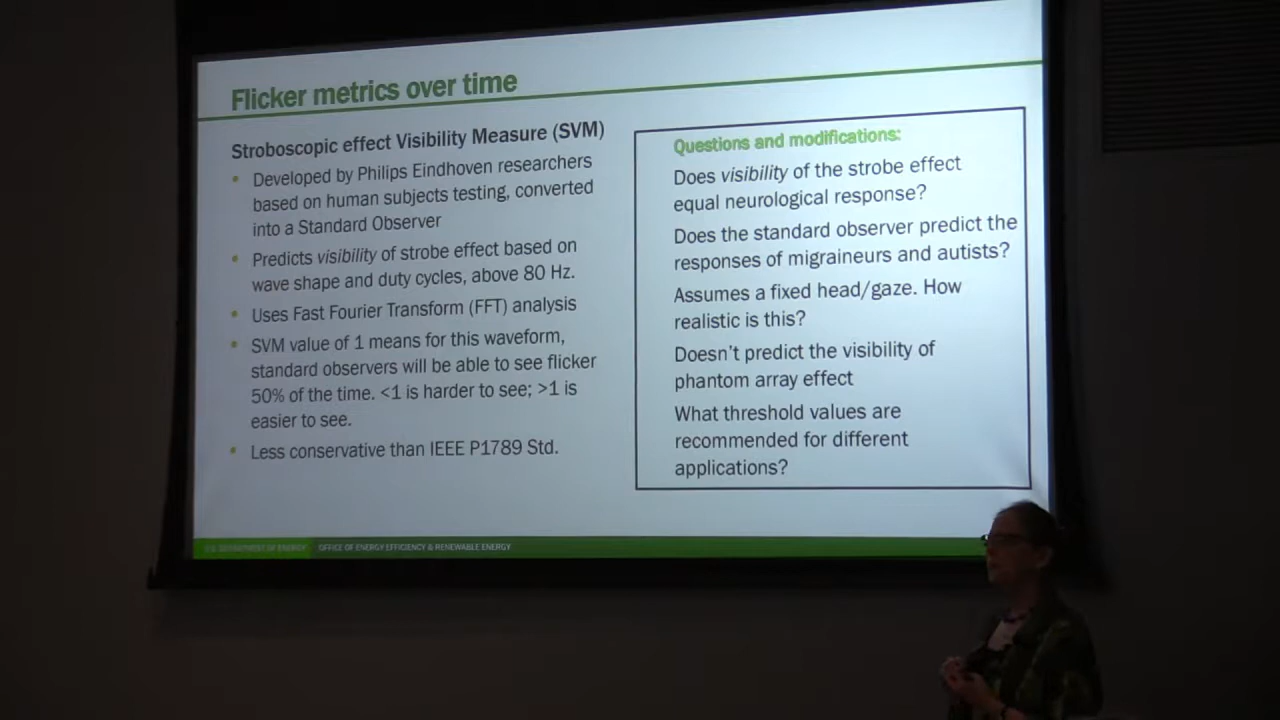 Flicker metrics over time
Stroboscopic effect Visibility Measure (SVM)
• Developed by Philips Eindhoven researchers
based on human subjects testing, converted
into a Standard Observer
• Predicts visibility of strobe effect based on
wave shape and duty cycles, above 80 Hz.
• Uses Fast Fourier Transform (FFT) analysis
• SVM value of 1 means for this waveform,
standard observers will be able to see flicker
50% of the time. <1 is harder to see; >1 is
easier to see.
• Less conservative than IEEE P1789 Std.
Questions and modifications:
Does visibility of the strobe effect
equal neurological response?
Does the standard observer predict the
responses of migraineurs and autists?
Assumes a fixed head/gaze. How
realistic is this?
Doesn't predict the visibility of
phantom array effect
What threshold values are
recommended for different
applications?
U.S. DEPARTMENT OF ENERGY OFFICE OF ENERGY EFFICIENCY & RENEWABLE ENERGY